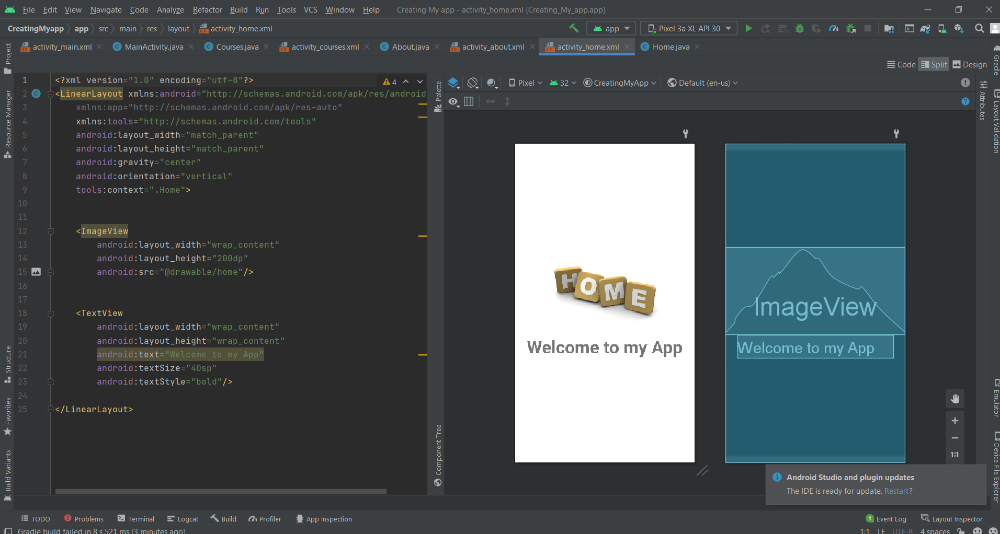 File Edit View Navigate Code Analyze Refactor Build Run Tools VCS Window Help Creating My app - activity_home.xml [Creating_My_app.app]
CreatingMyapp app src main res layout activity_home.xml app Pixel 3a XL API 30
activity_main.xml MainActivity.java Courses.java activity_courses.xml About.java activity_about.xml activity_home.xml Home.java
Code Split Design
Project
Resource Manager
Structure
Favorites
Build Variants
1 <?xml version="1.0" encoding="utf-8"?> 4
2 <LinearLayout xmlns:android="http://schemas.android.com/apk/res/android
3 xmlns:app="http://schemas.android.com/apk/res-auto"
4 xmlns:tools="http://schemas.android.com/tools"
5 android:layout_width="match_parent"
6 android:layout_height="match_parent"
7 android:gravity="center"
8 android:orientation="vertical"
9 tools:context=".Home">
10
11
12 <ImageView
13 android:layout_width="wrap_content"
14 android:layout_height="200dp"
15 android:src="@drawable/home"/>
16
17
18 <TextView
19 android:layout_width="wrap_content"
20 android:layout_height="wrap_content"
21 android:text="Welcome to my App"
22 android:textSize="40sp"
23 android:textStyle="bold"/>
24
25 </LinearLayout>
Palette
Component Tree
Pixel 32 CreatingMyApp Default (en-us)
HOME
Welcome to my App
ImageView
Welcome to my App
1:1
Attributes
Gradle
Layout Validation
Emulator
Device File Explorer
Android Studio and plugin updates
The IDE is ready for update. Restart?
TODO Problems Terminal Logcat Build Profiler App Inspection 1 Event Log Layout Inspector
Gradle build failed in 8 s 521 ms (3 minutes ago) 1:1 LF UTF-8 4 spaces